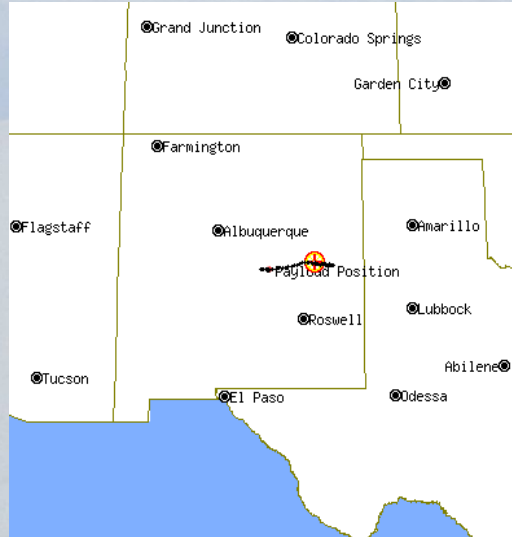 Grand Junction
Colorado Springs
Garden City
Farmington
Flagstaff
Albuquerque
Amarillo
Payload Position
Roswell
Lubbock
Abilene
Tucson
El Paso
Odessa